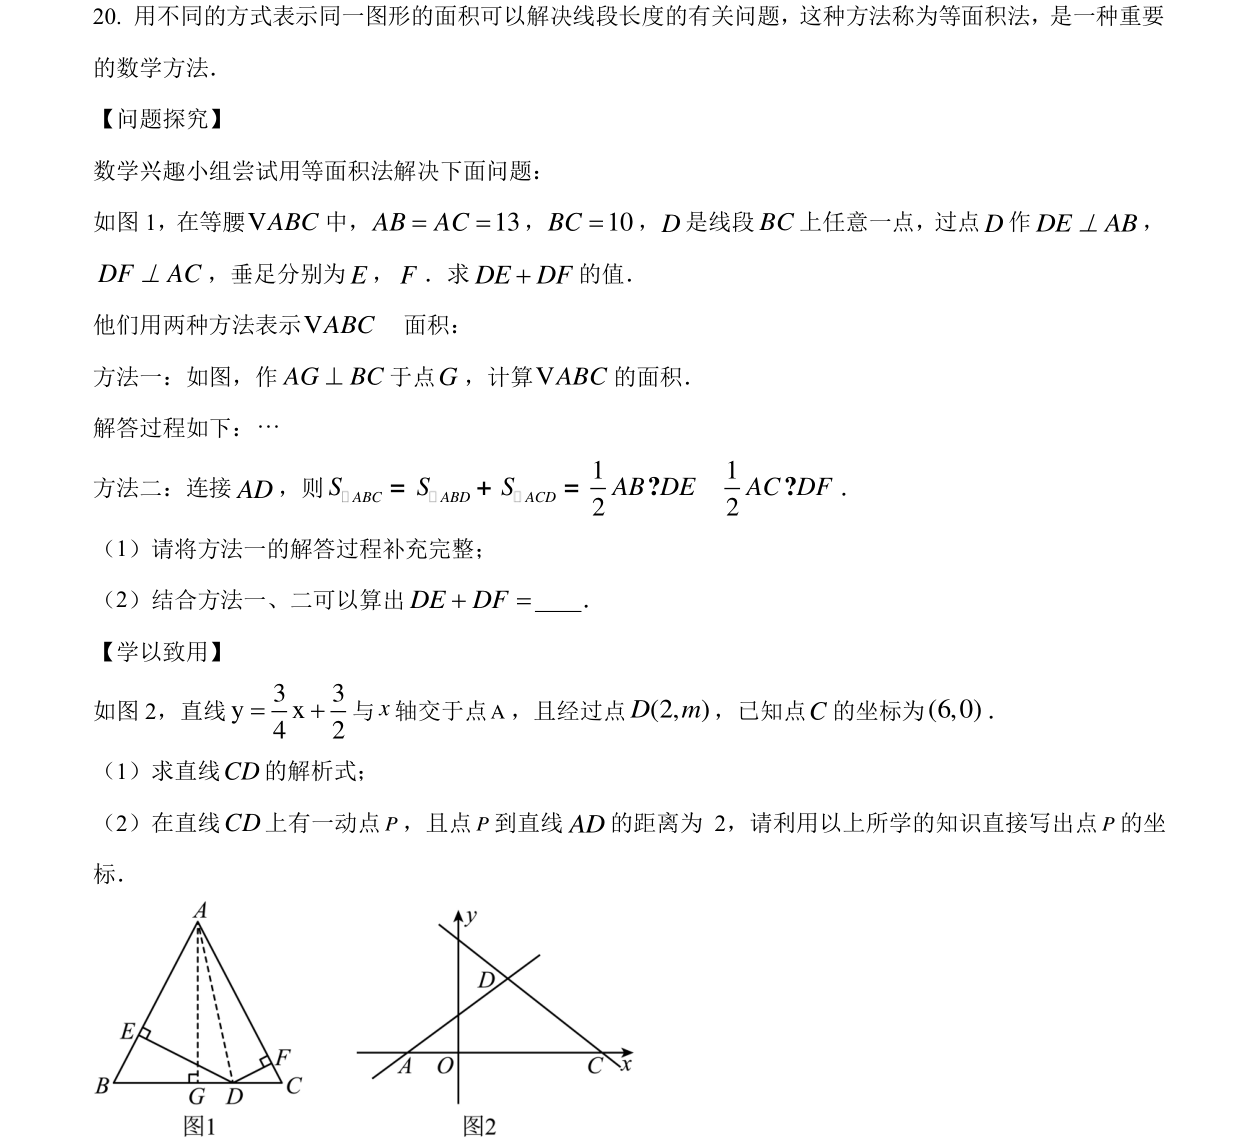 20. 用不同的方式表示同一图形的面积可以解决线段长度的有关问题，这种方法称为等面积法，是一种重要
的数学方法．
【问题探究】
数学兴趣小组尝试用等面积法解决下面问题：
如图 1，在等腰VABC 中，AB = AC =13，BC =10，D 是线段 BC 上任意一点，过点 D 作 DE ⊥ AB，
DF ⊥ AC，垂足分别为 E， F ．求 DE + DF 的值．
他们用两种方法表示VABC 面积：
方法一：如图，作 AG ⊥ BC 于点 G，计算VABC 的面积．
解答过程如下：…
方法二：连接 AD，则 S□ABC = S□ABD + S□ACD = 1/2 AB?DE 1/2 AC?DF．
（1）请将方法一的解答过程补充完整；
（2）结合方法一、二可以算出 DE + DF =____．
【学以致用】
如图 2，直线 y = 3/4 x + 3/2 与 x 轴交于点 A，且经过点 D(2,m)，已知点 C 的坐标为 (6,0)．
（1）求直线 CD 的解析式；
（2）在直线 CD 上有一动点 P，且点 P 到直线 AD 的距离为 2，请利用以上所学的知识直接写出点 P 的坐
标．
A
E
F
B
G
D
C
图1
y
D
A
O
C
x
图2